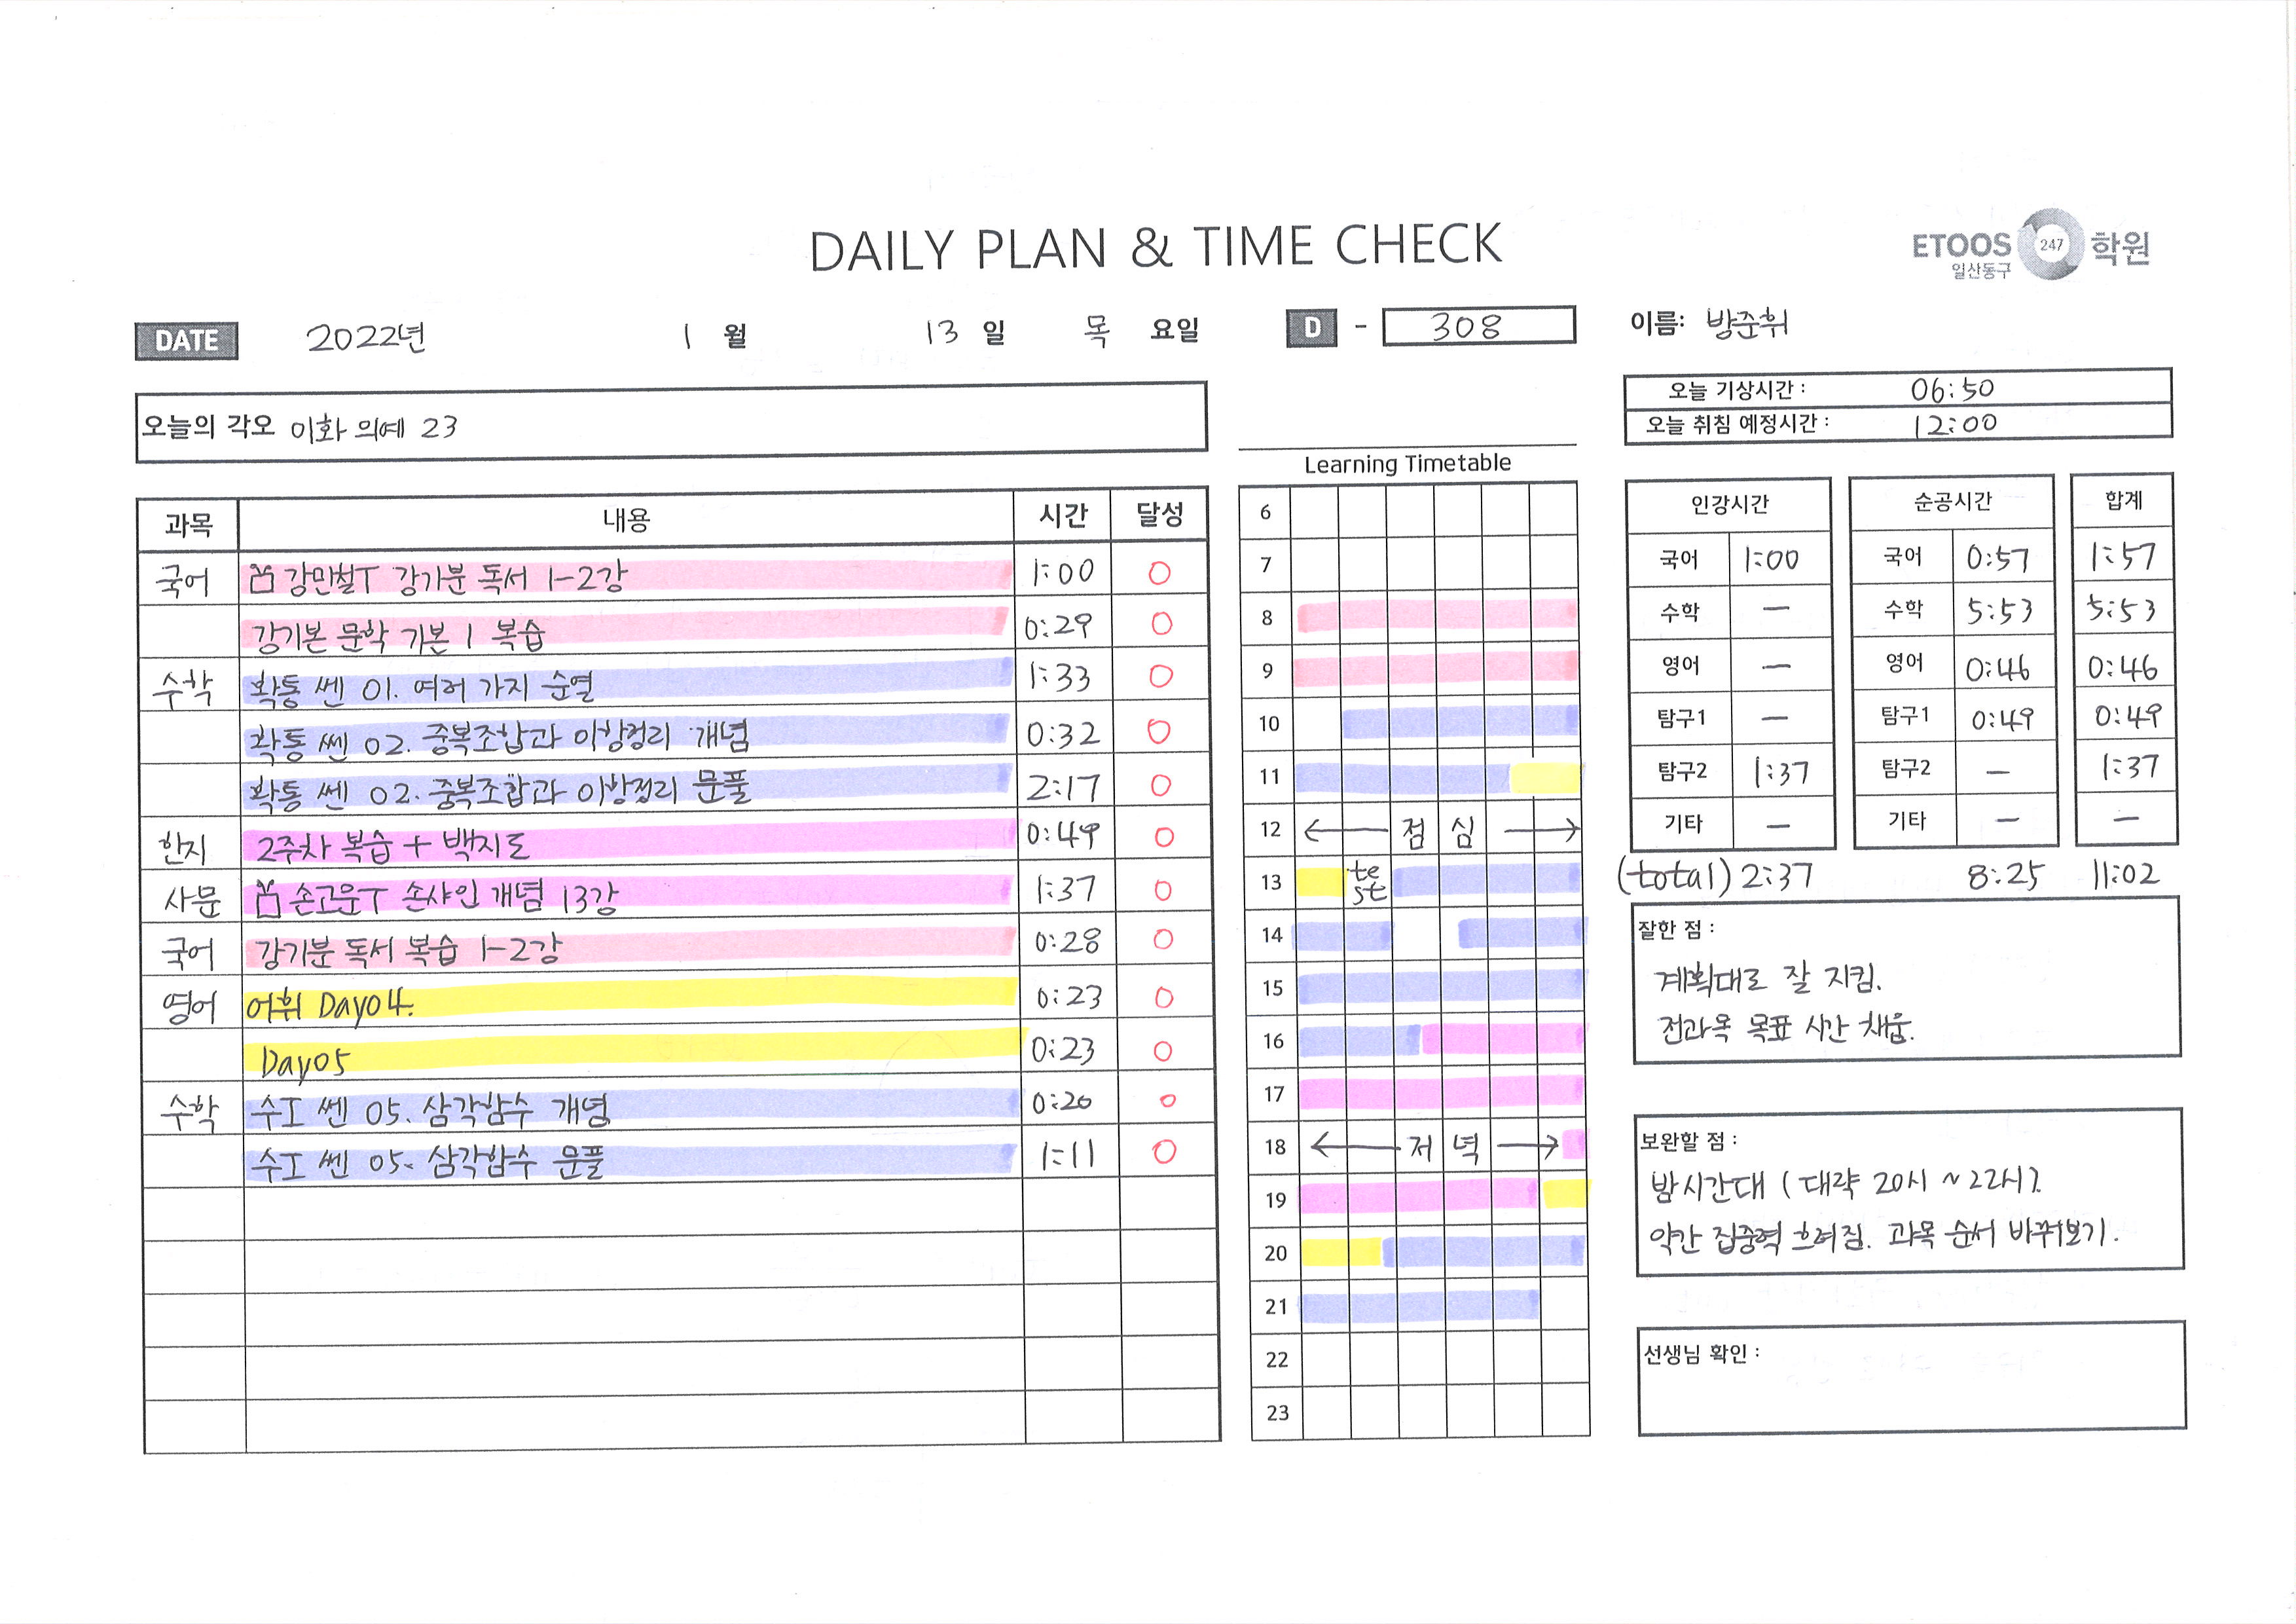 DAILY PLAN & TIME CHECK
ETOOS 247 학원
일산동구
DATE 2022년 1 월 13 일 목 요일
D - 308
이름: 방준휘
오늘의 각오 이화 의예 23
오늘 기상시간 : 06:50
오늘 취침 예정시간 : 12:00
과목 내용 시간 달성
국어 강민철T 강기분 독서 1-2강 1:00 O
강기본 문학 기본 1 복습 0:29 O
수학 확통 쎈 01. 여러 가지 순열 1:33 O
확통 쎈 02. 중복조합과 이항정리 개념 0:32 O
확통 쎈 02. 중복조합과 이항정리 문풀 2:17 O
한지 2주차 복습 + 백지도 0:49 O
사문 손고운T 손샤인 개념 13강 1:37 O
국어 강기분 독서 복습 1-2강 0:28 O
영어 어휘 Day04. 0:23 O
Day05 0:23 O
수학 수I 쎈 05. 삼각함수 개념 0:20 O
수I 쎈 05. 삼각함수 문풀 1:11 O
Learning Timetable
6
7
8
9
10
11
12 ← 점심 →
13 test
14
15
16
17
18 ← 저녁 →
19
20
21
22
23
인강시간 순공시간 합계
국어 1:00 국어 0:57 1:57
수학 — 수학 5:53 5:53
영어 — 영어 0:46 0:46
탐구1 — 탐구1 0:49 0:49
탐구2 1:37 탐구2 — 1:37
기타 — 기타 — —
(total) 2:37 8:25 11:02
잘한 점 :
계획대로 잘 지킴.
전과목 목표 시간 채움.
보완할 점 :
밤시간대 (대략 20시 ~ 22시)
약간 집중력 흐려짐. 과목 순서 바꿔보기.
선생님 확인 :